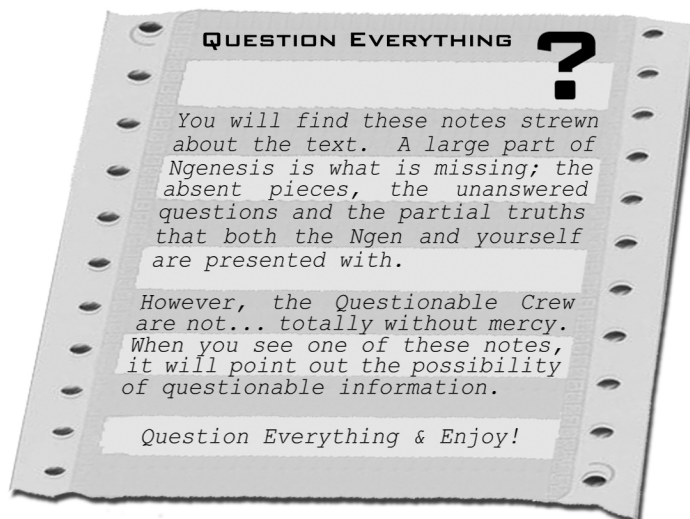 QUESTION EVERYTHING ?
You will find these notes strewn
about the text. A large part of
Ngenesis is what is missing; the
absent pieces, the unanswered
questions and the partial truths
that both the Ngen and yourself
are presented with.
However, the Questionable Crew
are not... totally without mercy.
When you see one of these notes,
it will point out the possibility
of questionable information.
Question Everything & Enjoy!